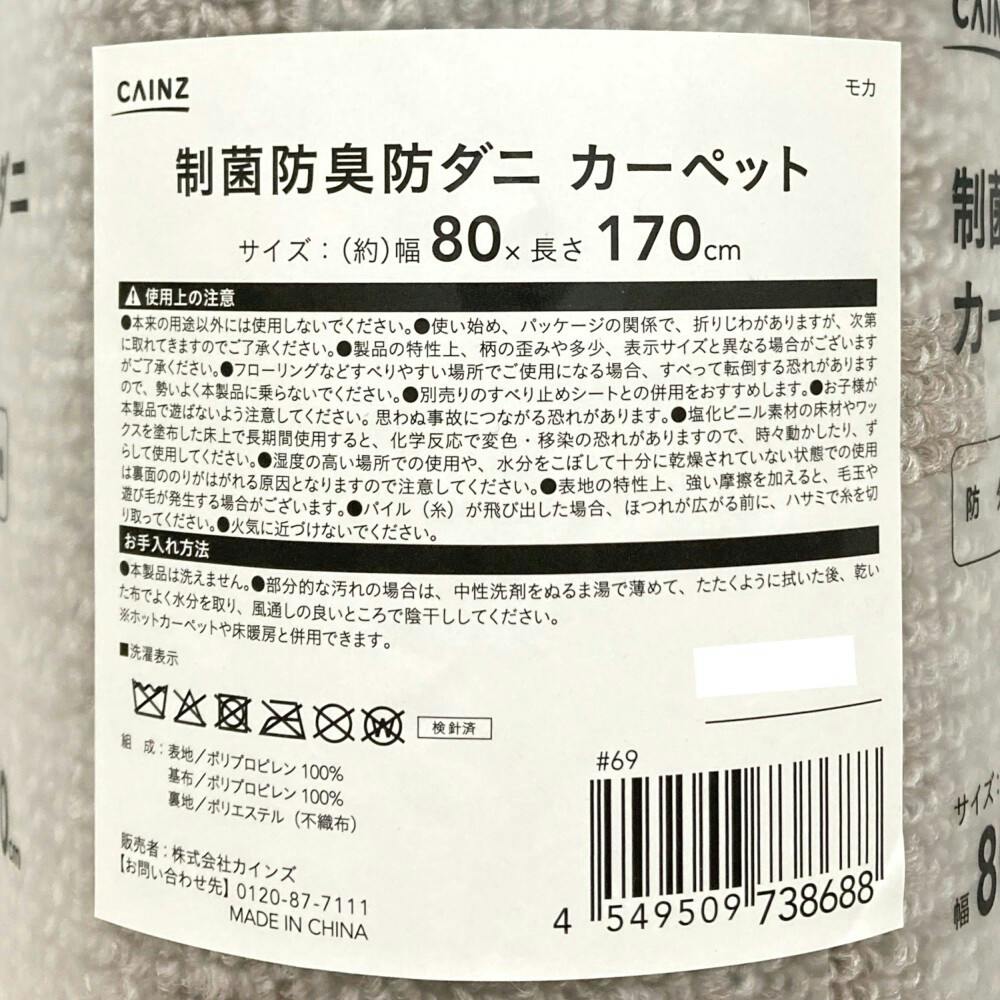 CAINZ
モカ
制菌防臭防ダニ カーペット
サイズ：(約)幅 80×長さ 170cm
使用上の注意
●本来の用途以外には使用しないでください。●使い始め、パッケージの関係で、折りじわがありますが、次第
に取れてきますのでご了承ください。●製品の特性上、柄の歪みや多少、表示サイズと異なる場合がございます
がご了承ください。●フローリングなどすべりやすい場所でご使用になる場合、すべって転倒する恐れがあります
ので、勢いよく本製品に乗らないでください。●別売りのすべり止めシートとの併用をおすすめします。●お子様が
本製品で遊ばないよう注意してください。思わぬ事故につながる恐れがあります。●塩化ビニル素材の床材やワッ
クスを塗布した床上で長期間使用すると、化学反応で変色・移染の恐れがありますので、時々動かしたり、ず
らして使用してください。●湿度の高い場所での使用や、水分をこぼして十分に乾燥されていない状態での使用
は裏面ののりがはがれる原因となりますので注意してください。●表地の特性上、強い摩擦を加えると、毛玉や
遊び毛が発生する場合がございます。●パイル（糸）が飛び出した場合、ほつれが広がる前に、ハサミで糸を切
り取ってください。●火気に近づけないでください。
お手入れ方法
●本製品は洗えません。●部分的な汚れの場合は、中性洗剤をぬるま湯で薄めて、たたくように拭いた後、乾い
た布でよく水分を取り、風通しの良いところで陰干ししてください。
※ホットカーペットや床暖房と併用できます。
■洗濯表示
検針済
組　成：表地／ポリプロピレン 100%
基布／ポリプロピレン 100%
裏地／ポリエステル（不織布）
販売者：株式会社カインズ
【お問い合わせ先】0120-87-7111
MADE IN CHINA
#69
4 549509 738688
ダニ
cm
CAIN
制菌
カー
防
サイズ：
幅 80